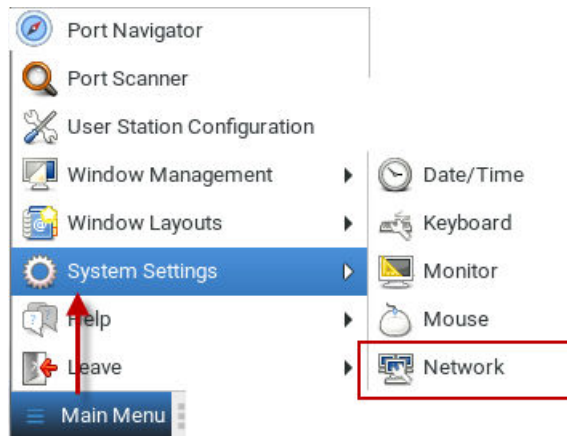 Port Navigator
Port Scanner
User Station Configuration
Window Management
Window Layouts
System Settings
Help
Leave
Main Menu
Date/Time
Keyboard
Monitor
Mouse
Network